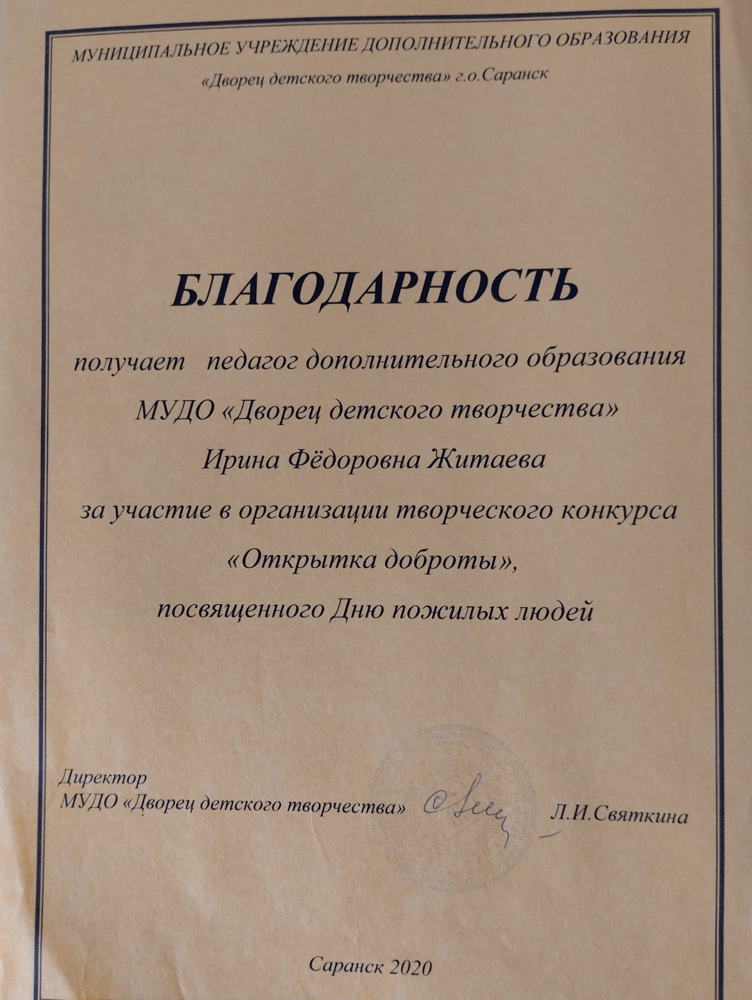 МУНИЦИПАЛЬНОЕ УЧРЕЖДЕНИЕ ДОПОЛНИТЕЛЬНОГО ОБРАЗОВАНИЯ
«Дворец детского творчества» г.о.Саранск
БЛАГОДАРНОСТЬ
получает педагог дополнительного образования
МУДО «Дворец детского творчества»
Ирина Фёдоровна Житаева
за участие в организации творческого конкурса
«Открытка доброты»,
посвященного Дню пожилых людей
Директор
МУДО «Дворец детского творчества»
Л.И.Святкина
Саранск 2020